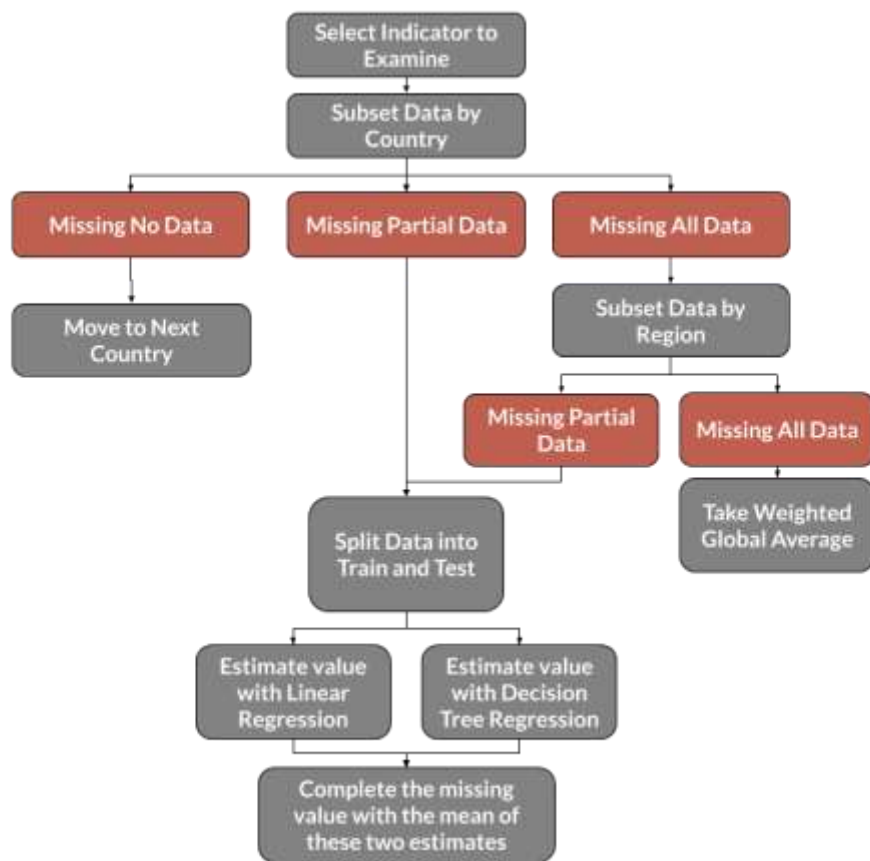 Select Indicator to
Examine
Subset Data by
Country
Missing No Data
Missing Partial Data
Missing All Data
Move to Next
Country
Subset Data by
Region
Missing Partial
Data
Missing All Data
Split Data into
Train and Test
Take Weighted
Global Average
Estimate value
with Linear
Regression
Estimate value
with Decision
Tree Regression
Complete the missing
value with the mean of
these two estimates